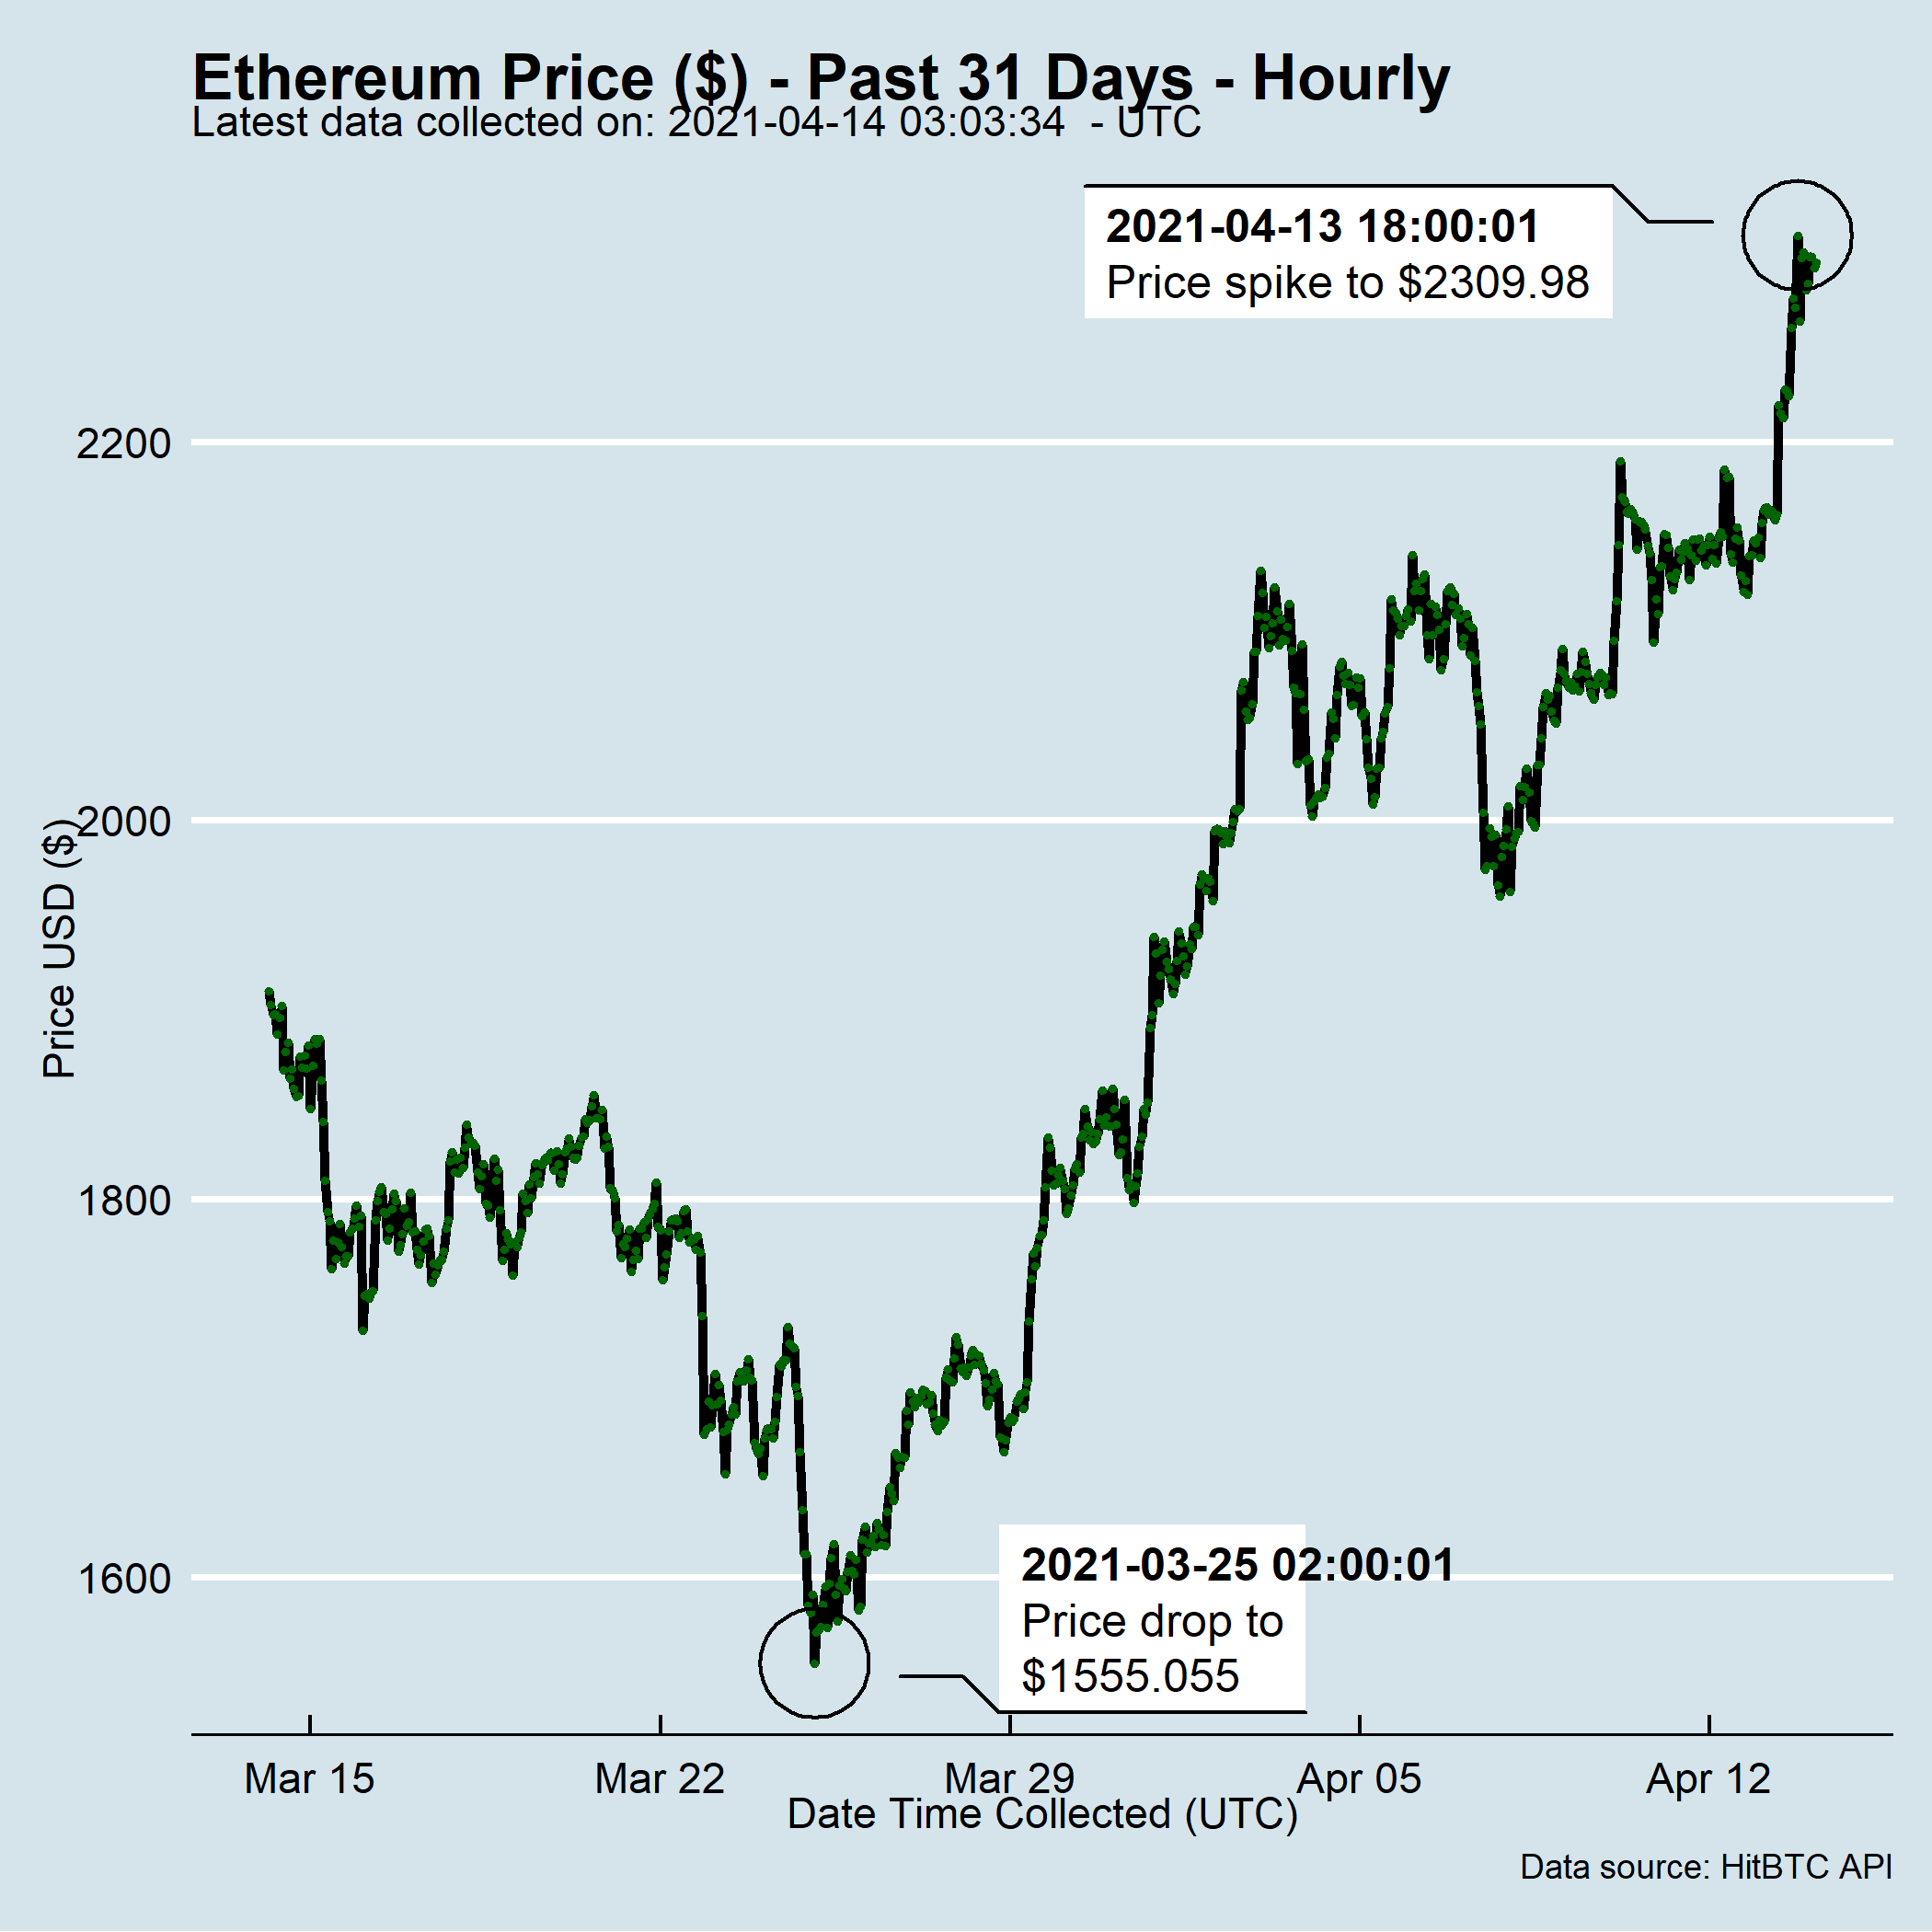 Ethereum Price ($) - Past 31 Days - Hourly
Latest data collected on: 2021-04-14 03:03:34  - UTC
2021-04-13 18:00:01
Price spike to $2309.98
2200
2000
1800
1600
Price USD ($)
2021-03-25 02:00:01
Price drop to
$1555.055
Mar 15
Mar 22
Mar 29
Apr 05
Apr 12
Date Time Collected (UTC)
Data source: HitBTC API